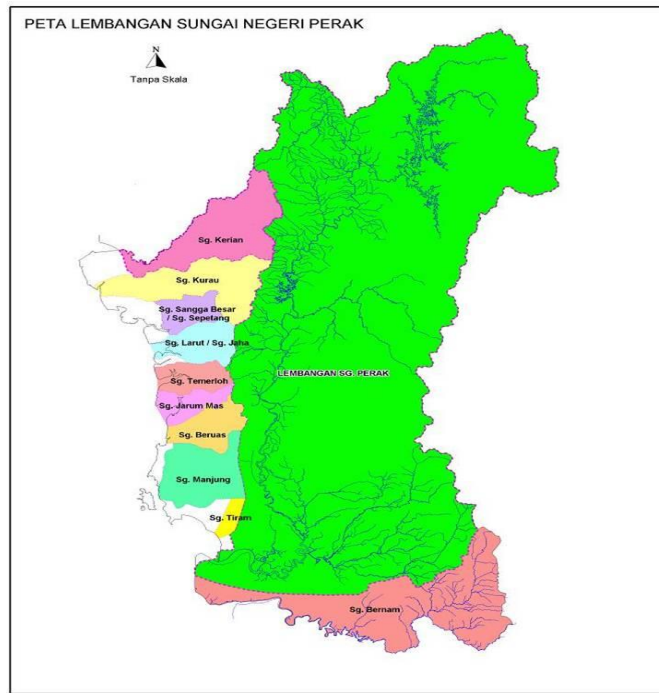 PETA LEMBANGAN SUNGAI NEGERI PERAK
N
Tanpa Skala
Sg. Kerian
Sg. Kurau
Sg. Sangga Besar
/ Sg. Sepetang
Sg. Larut / Sg. Jaha
LEMBANGAN SG. PERAK
Sg. Temerloh
Sg. Jarum Mas
Sg. Beruas
Sg. Manjung
Sg. Tiram
Sg. Bernam